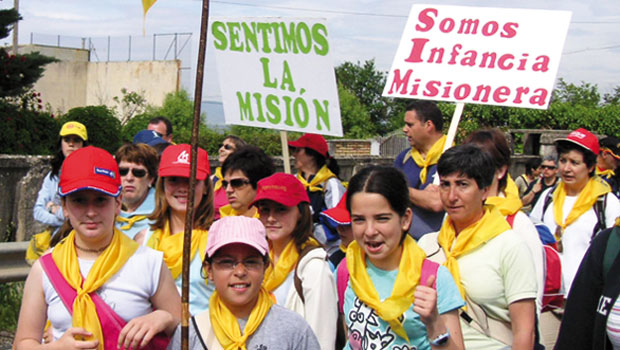 SENTIMOS
LA
MISIÓN
Somos
Infancia
Misionera